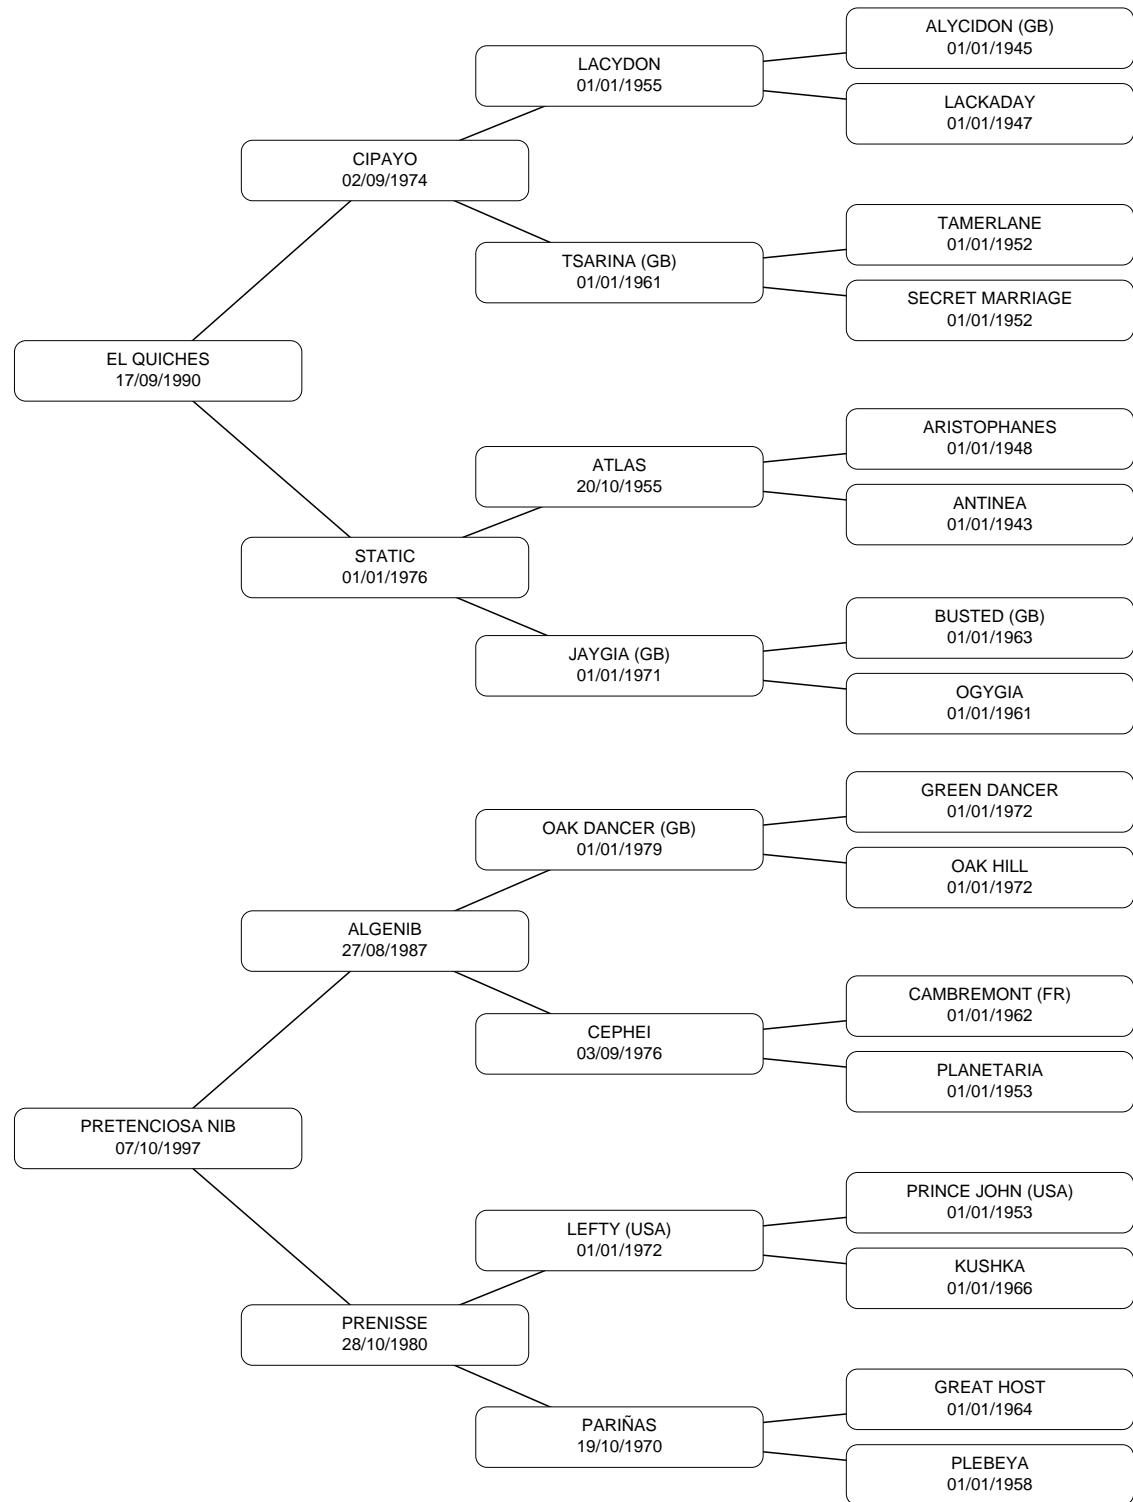 ALYCIDON (GB)
01/01/1945
LACYDON
01/01/1955
LACKADAY
01/01/1947
CIPAYO
02/09/1974
TAMERLANE
01/01/1952
TSARINA (GB)
01/01/1961
SECRET MARRIAGE
01/01/1952
EL QUICHES
17/09/1990
ARISTOPHANES
01/01/1948
ATLAS
20/10/1955
ANTINEA
01/01/1943
STATIC
01/01/1976
BUSTED (GB)
01/01/1963
JAYGIA (GB)
01/01/1971
OGYGIA
01/01/1961
GREEN DANCER
01/01/1972
OAK DANCER (GB)
01/01/1979
OAK HILL
01/01/1972
ALGENIB
27/08/1987
CAMBREMONT (FR)
01/01/1962
CEPHEI
03/09/1976
PLANETARIA
01/01/1953
PRETENCIOSA NIB
07/10/1997
PRINCE JOHN (USA)
01/01/1953
LEFTY (USA)
01/01/1972
KUSHKA
01/01/1966
PRENISSE
28/10/1980
GREAT HOST
01/01/1964
PARIÑAS
19/10/1970
PLEBEYA
01/01/1958